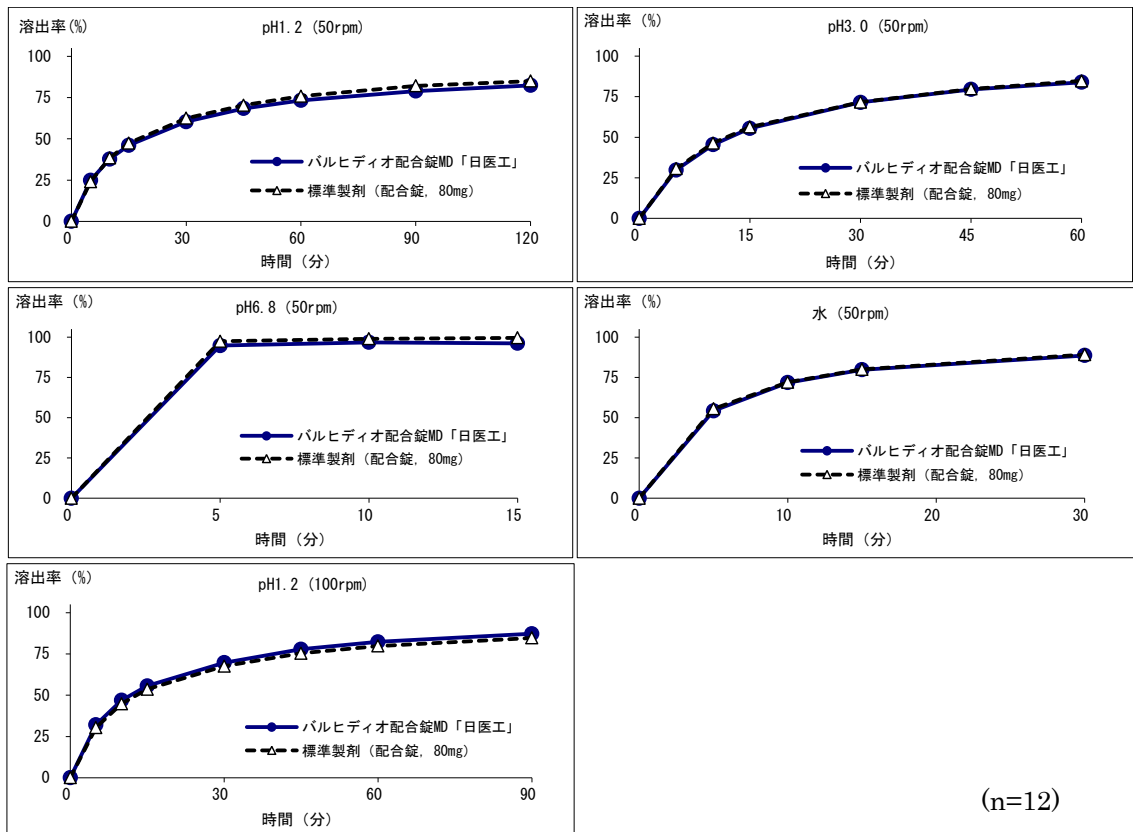 溶出率(%)
pH1.2 (50rpm)
100
75
50
25
0
バルヒディオ配合錠MD「日医工」
標準製剤（配合錠, 80mg）
0 30 60 90 120
時間（分）
溶出率 (%)
pH3.0 (50rpm)
100
75
50
25
0
バルヒディオ配合錠MD「日医工」
標準製剤（配合錠, 80mg）
0 15 30 45 60
時間（分）
溶出率 (%)
pH6.8 (50rpm)
100
75
50
25
0
バルヒディオ配合錠MD「日医工」
標準製剤（配合錠, 80mg）
0 5 10 15
時間（分）
溶出率 (%)
水 (50rpm)
100
75
50
25
0
バルヒディオ配合錠MD「日医工」
標準製剤（配合錠, 80mg）
0 10 20 30
時間（分）
溶出率 (%)
pH1.2 (100rpm)
100
75
50
25
0
バルヒディオ配合錠MD「日医工」
標準製剤（配合錠, 80mg）
0 30 60 90
時間（分）
(n=12)